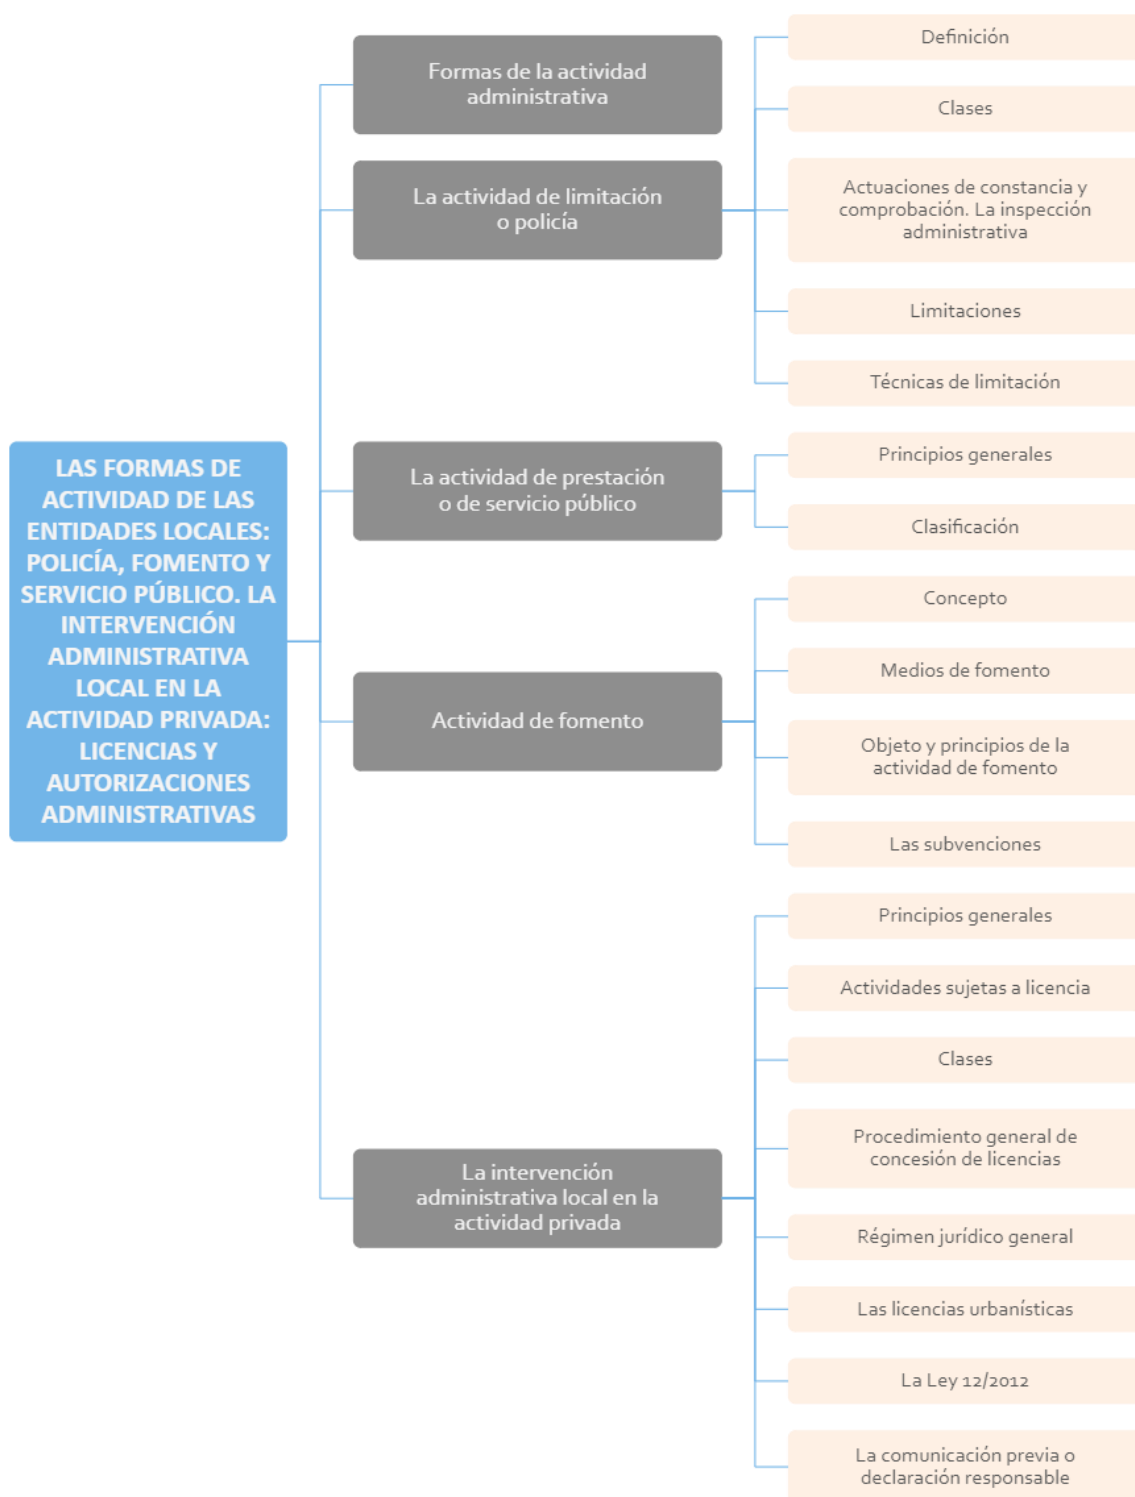 LAS FORMAS DE
ACTIVIDAD DE LAS
ENTIDADES LOCALES:
POLICÍA, FOMENTO Y
SERVICIO PÚBLICO. LA
INTERVENCIÓN
ADMINISTRATIVA
LOCAL EN LA
ACTIVIDAD PRIVADA:
LICENCIAS Y
AUTORIZACIONES
ADMINISTRATIVAS
Formas de la actividad
administrativa
La actividad de limitación
o policía
Definición
Clases
Actuaciones de constancia y
comprobación. La inspección
administrativa
Limitaciones
Técnicas de limitación
La actividad de prestación
o de servicio público
Principios generales
Clasificación
Actividad de fomento
Concepto
Medios de fomento
Objeto y principios de la
actividad de fomento
Las subvenciones
La intervención
administrativa local en la
actividad privada
Principios generales
Actividades sujetas a licencia
Clases
Procedimiento general de
concesión de licencias
Régimen jurídico general
Las licencias urbanísticas
La Ley 12/2012
La comunicación previa o
declaración responsable